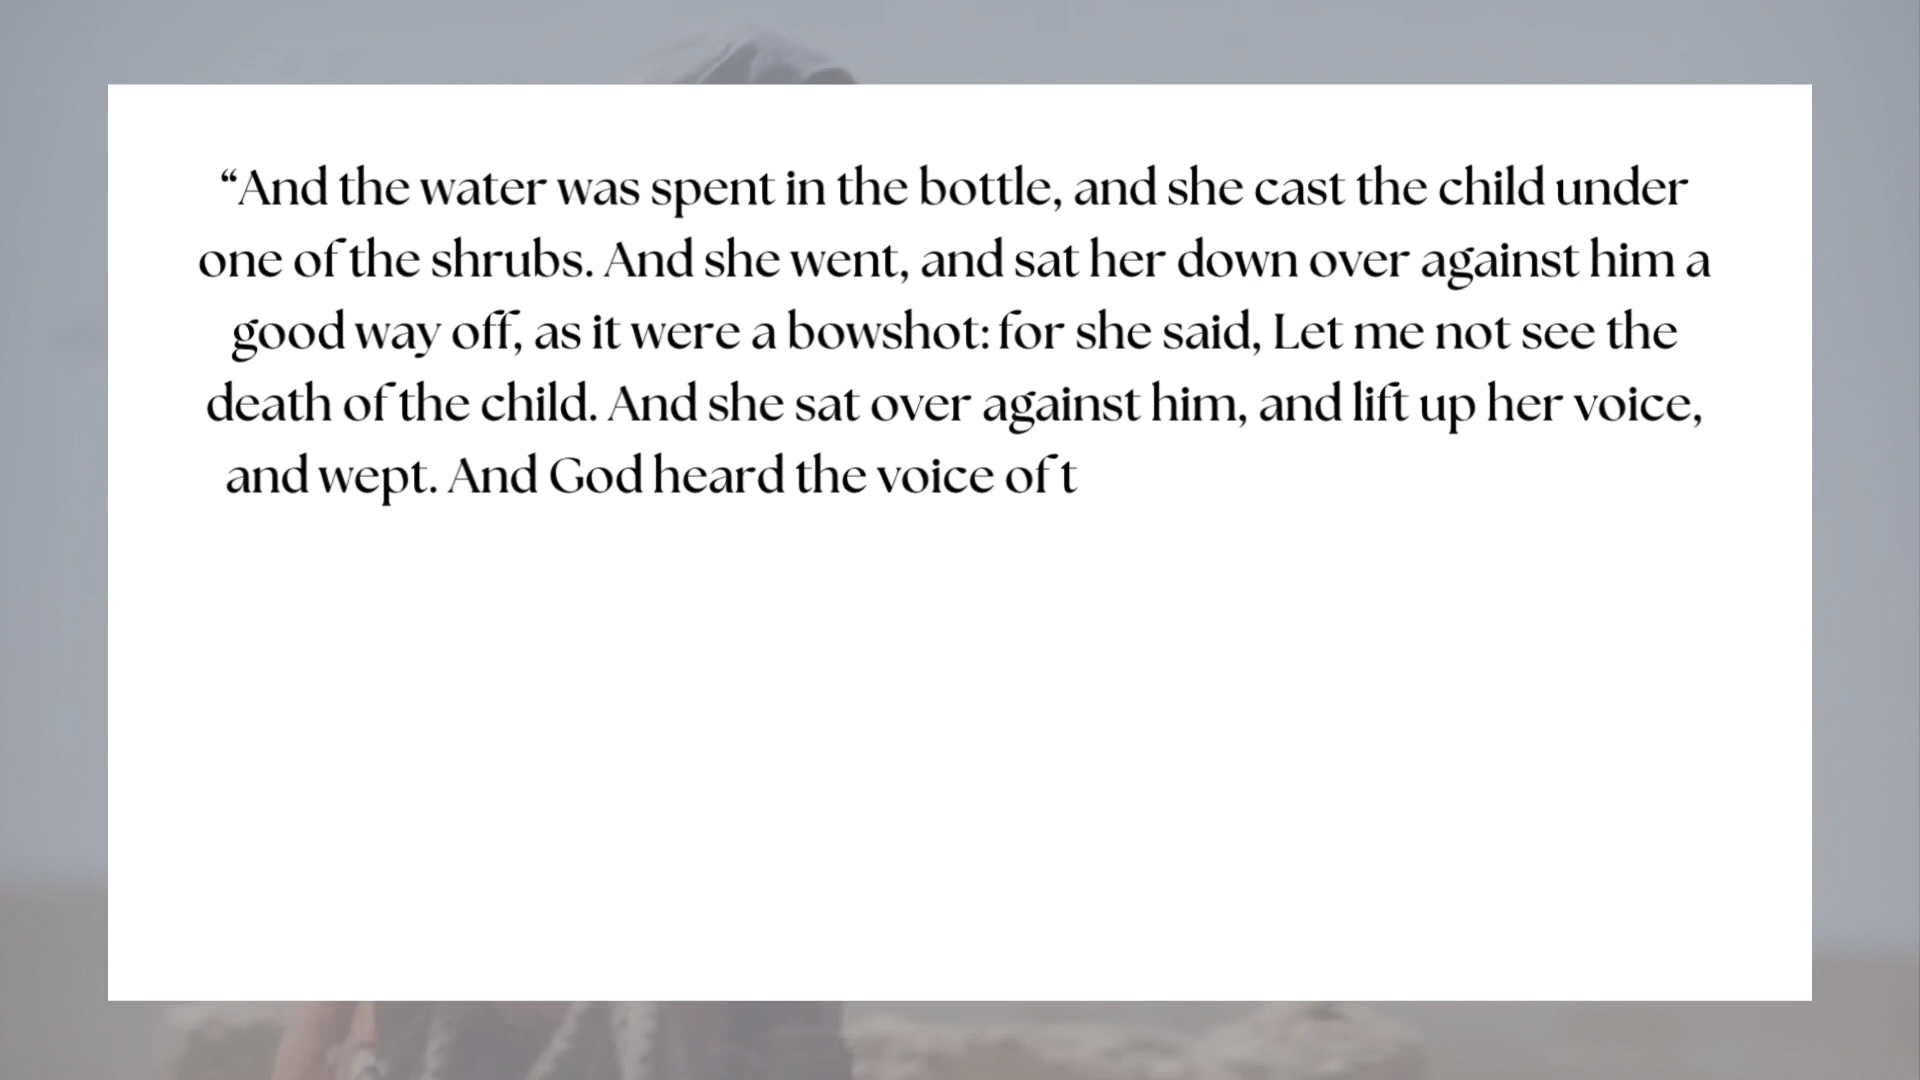 “And the water was spent in the bottle, and she cast the child under
one of the shrubs. And she went, and sat her down over against him a
good way off, as it were a bowshot: for she said, Let me not see the
death of the child. And she sat over against him, and lift up her voice,
and wept. And God heard the voice of t